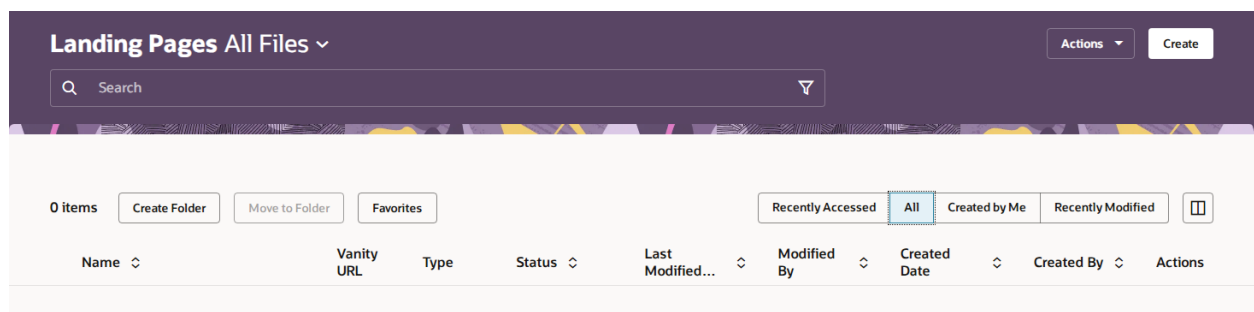 Landing Pages All Files
Actions
Create
Search
0 items
Create Folder
Move to Folder
Favorites
Recently Accessed
All
Created by Me
Recently Modified
Name
Vanity URL
Type
Status
Last Modified...
Modified By
Created Date
Created By
Actions